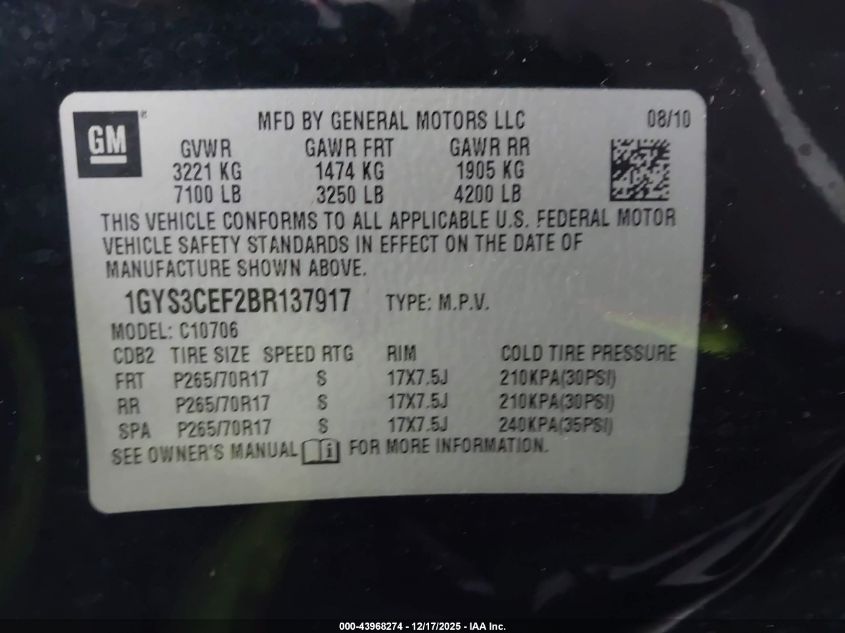 GM®
MFD BY GENERAL MOTORS LLC 08/10
GVWR GAWR FRT GAWR RR
3221 KG 1474 KG 1905 KG
7100 LB 3250 LB 4200 LB
THIS VEHICLE CONFORMS TO ALL APPLICABLE U.S. FEDERAL MOTOR
VEHICLE SAFETY STANDARDS IN EFFECT ON THE DATE OF
MANUFACTURE SHOWN ABOVE.
1GYS3CEF2BR137917 TYPE: M.P.V.
MODEL: C10706
CDB2 TIRE SIZE SPEED RTG RIM COLD TIRE PRESSURE
FRT P265/70R17 S 17X7.5J 210KPA(30PSI)
RR P265/70R17 S 17X7.5J 210KPA(30PSI)
SPA P265/70R17 S 17X7.5J 240KPA(35PSI)
SEE OWNER'S MANUAL i FOR MORE INFORMATION.
000-43968274 - 12/17/2025 - IAA Inc.